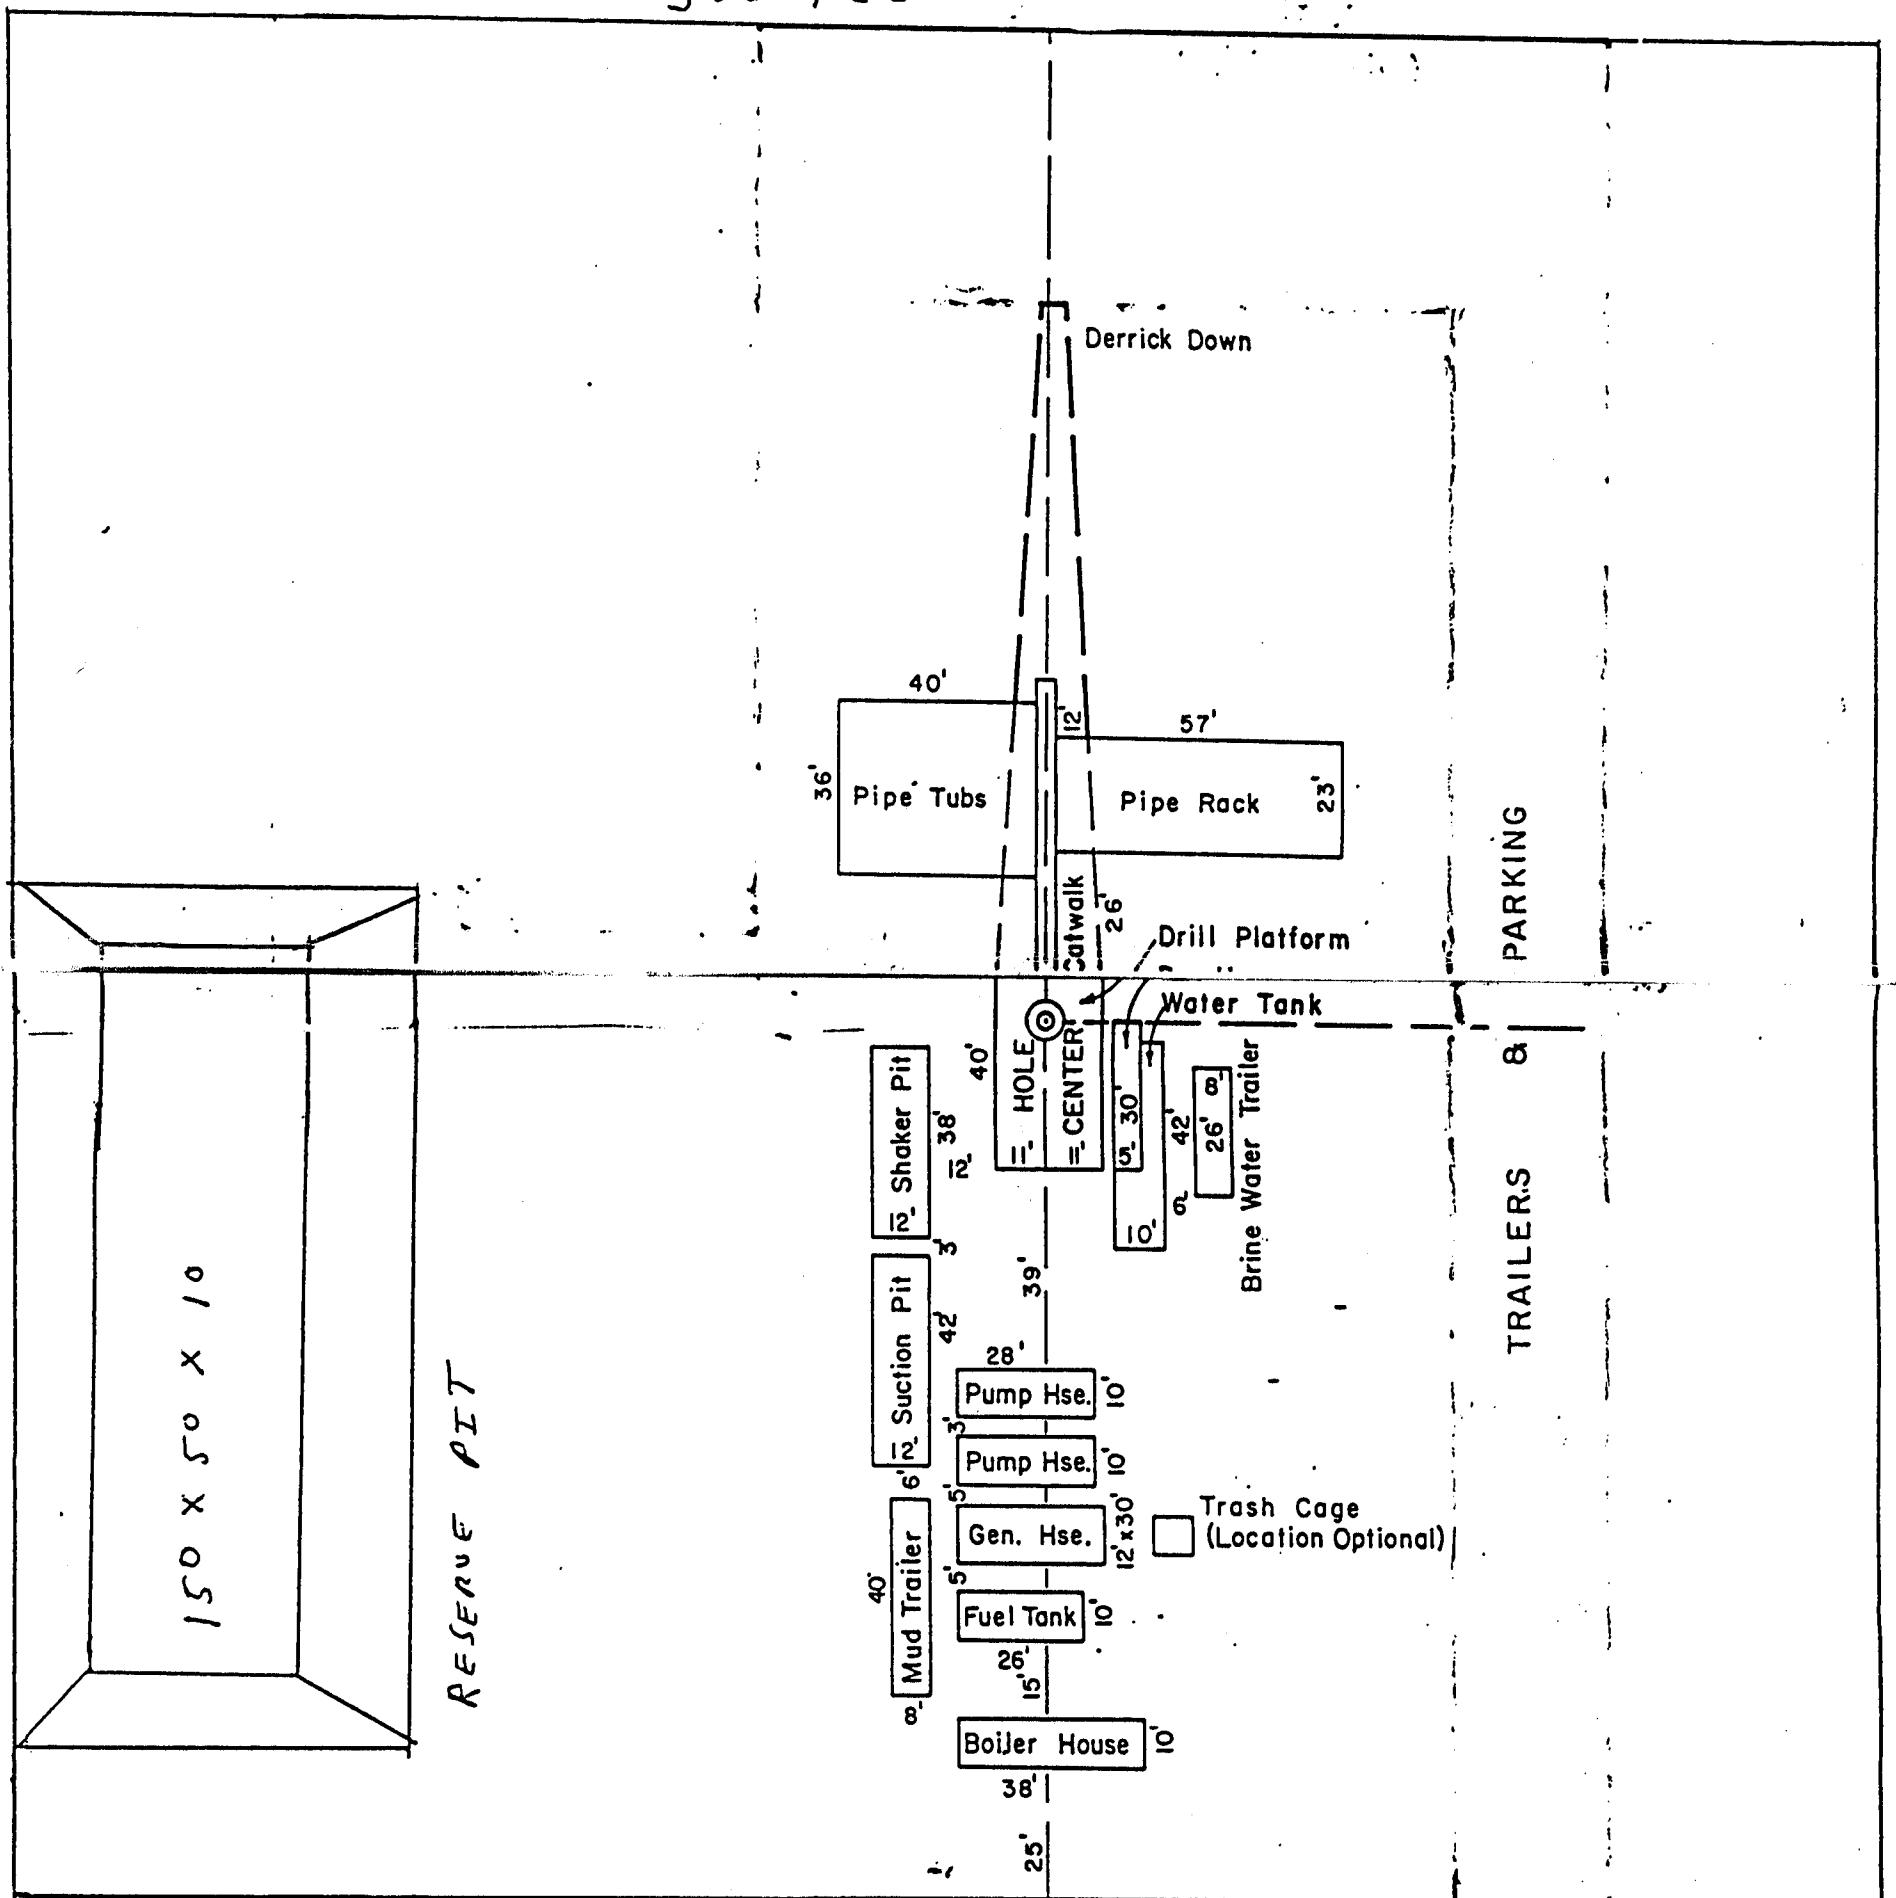 Derrick Down
40'
12'
57'
36'
Pipe Tubs
Pipe Rack
23'
Catwalk
26'
Drill Platform
Water Tank
PARKING
&
TRAILERS
40'
HOLE
CENTER
11'
11'
30'
5'
42'
10'
8'
26'
Brine Water Trailer
Shaker Pit
12'
38'
12'
3'
39'
Suction Pit
12'
42'
28'
Pump Hse.
10'
3'
Pump Hse.
10'
6'
5'
Gen. Hse.
12'x30'
Trash Cage
(Location Optional)
5'
Mud Trailer
40'
8'
Fuel Tank
10'
26'
15'
Boiler House
10'
38'
25'
150 x 50 x 10
RESERVE PIT